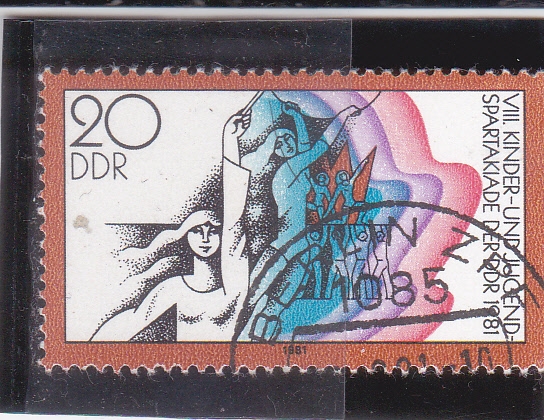 20
DDR
VIII. KINDER-UND JUGEND-
SPARTAKIADE DER DDR 1981
1981
1085